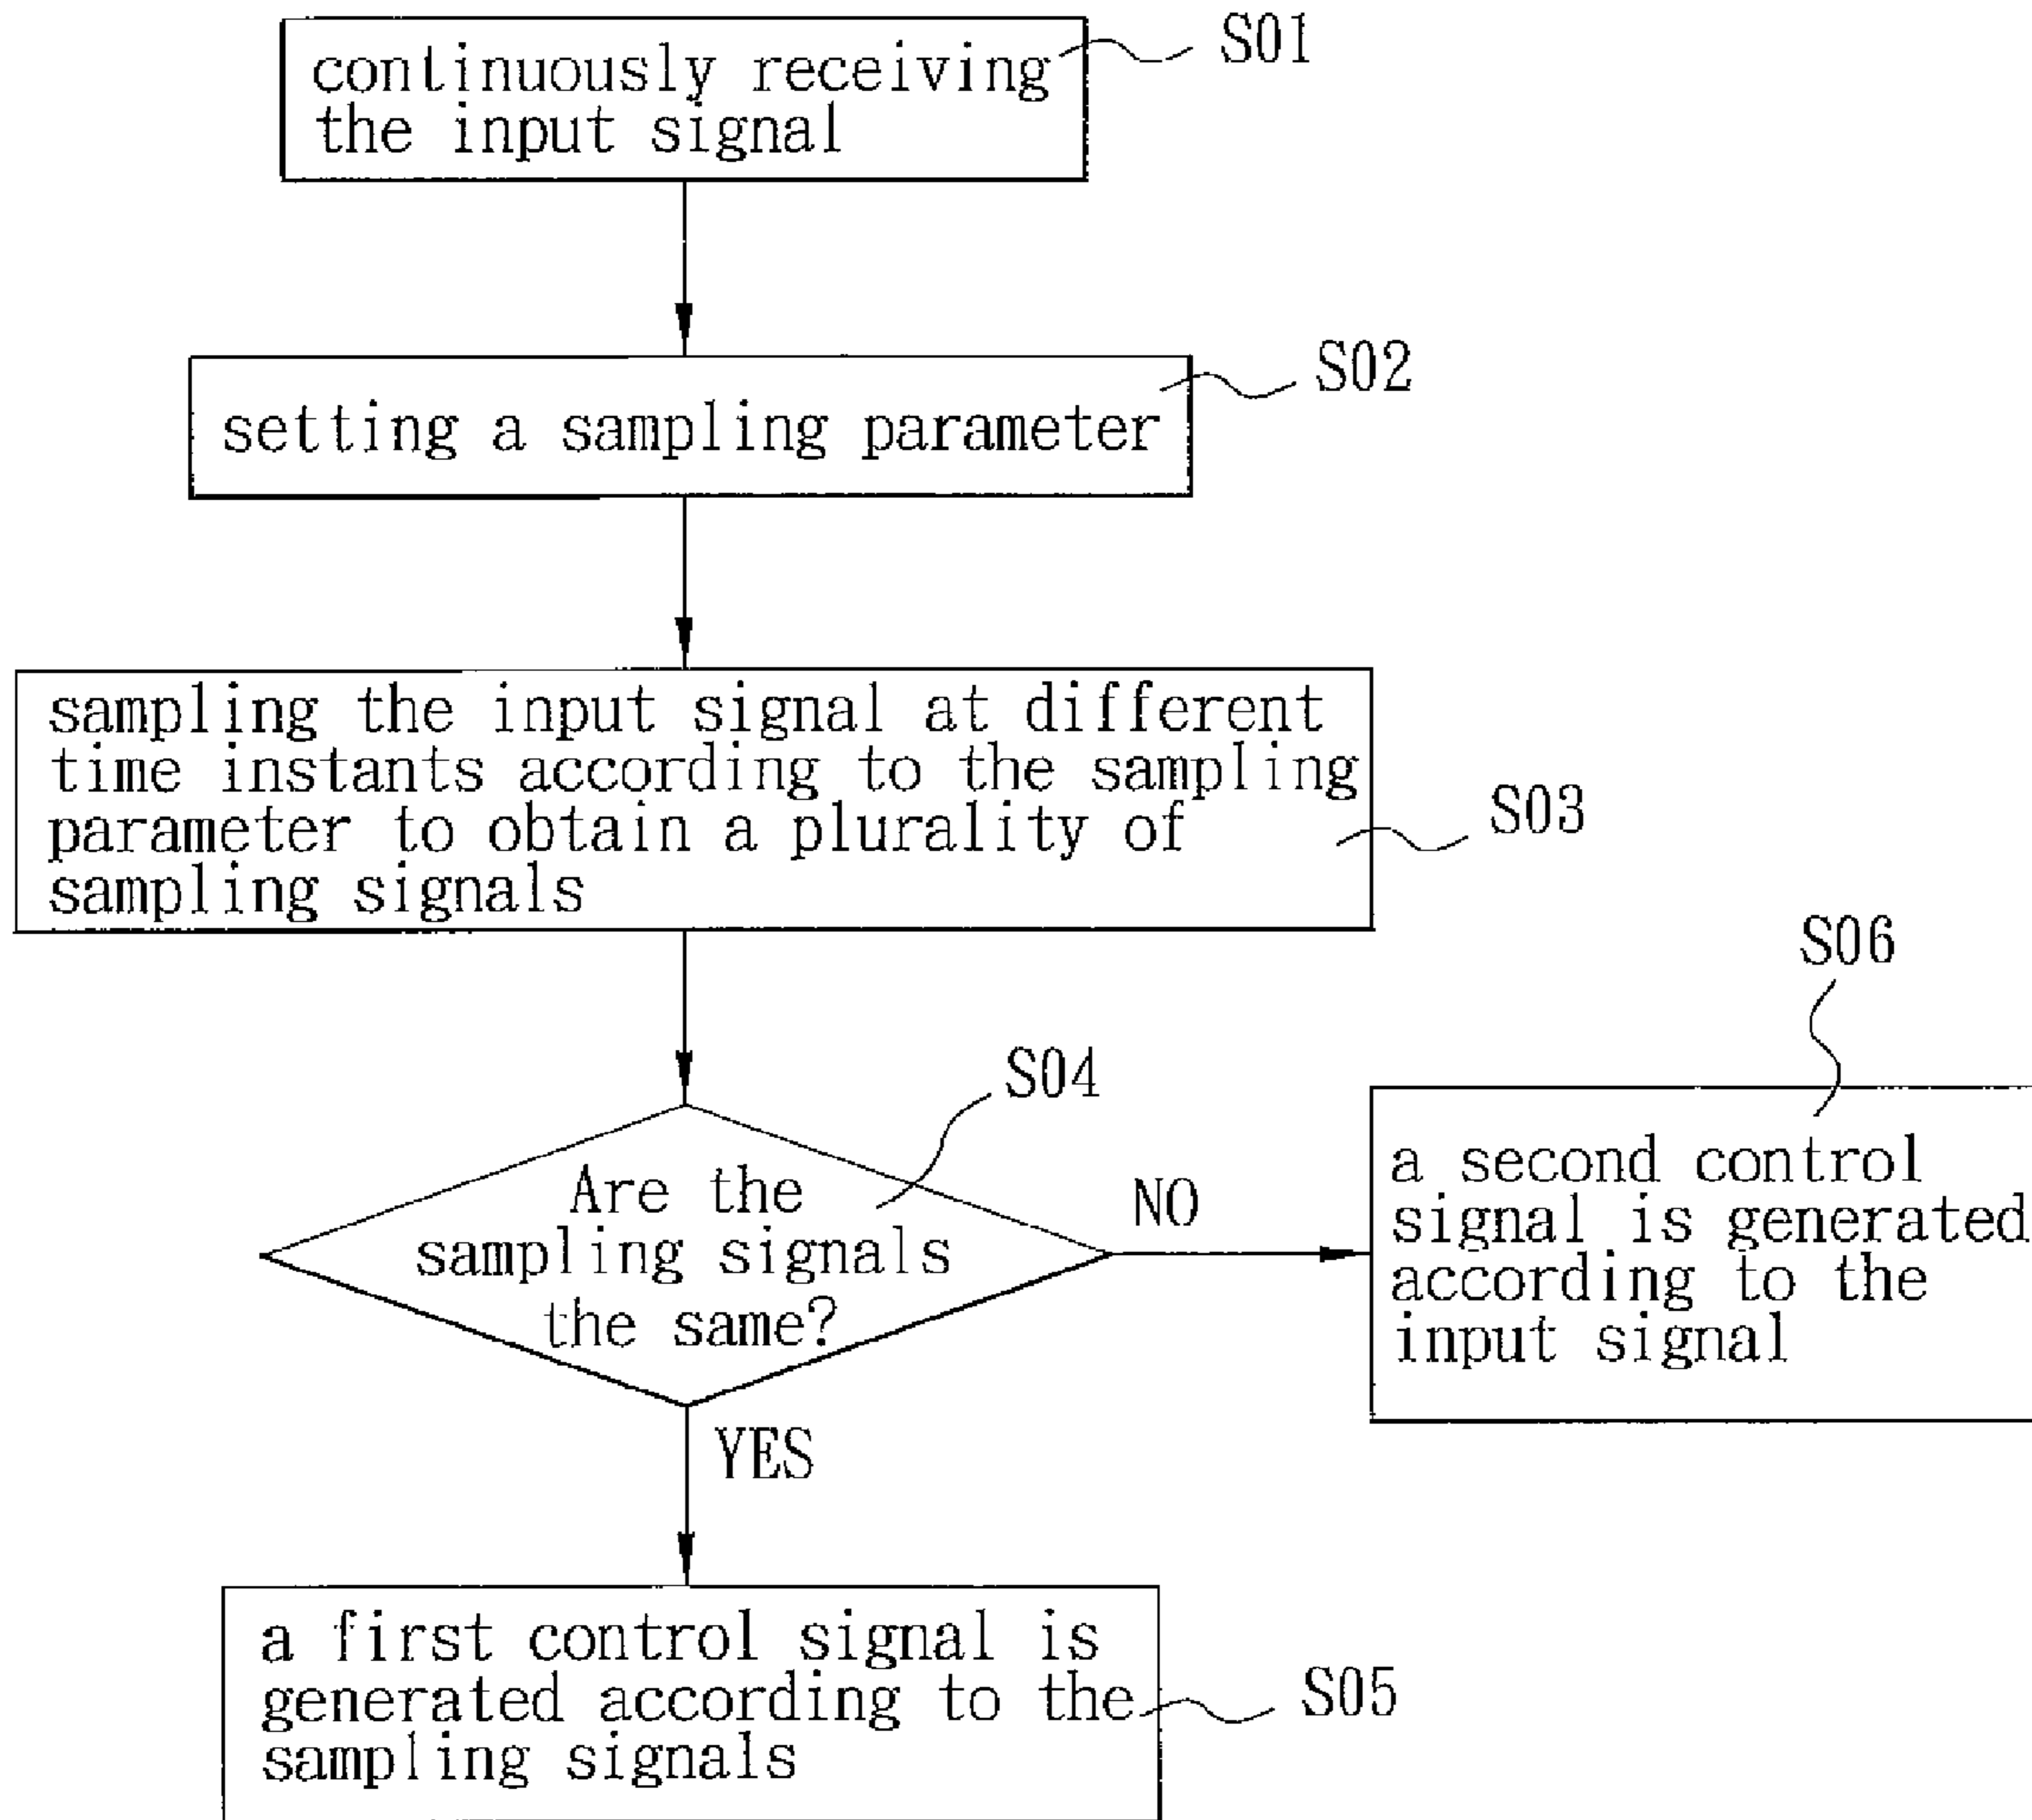 continuously receiving
the input signal
S01
setting a sampling parameter
S02
sampling the input signal at different
time instants according to the sampling
parameter to obtain a plurality of
sampling signals
S03
Are the
sampling signals
the same?
S04
NO
a second control
signal is generated
according to the
input signal
S06
YES
a first control signal is
generated according to the
sampling signals
S05